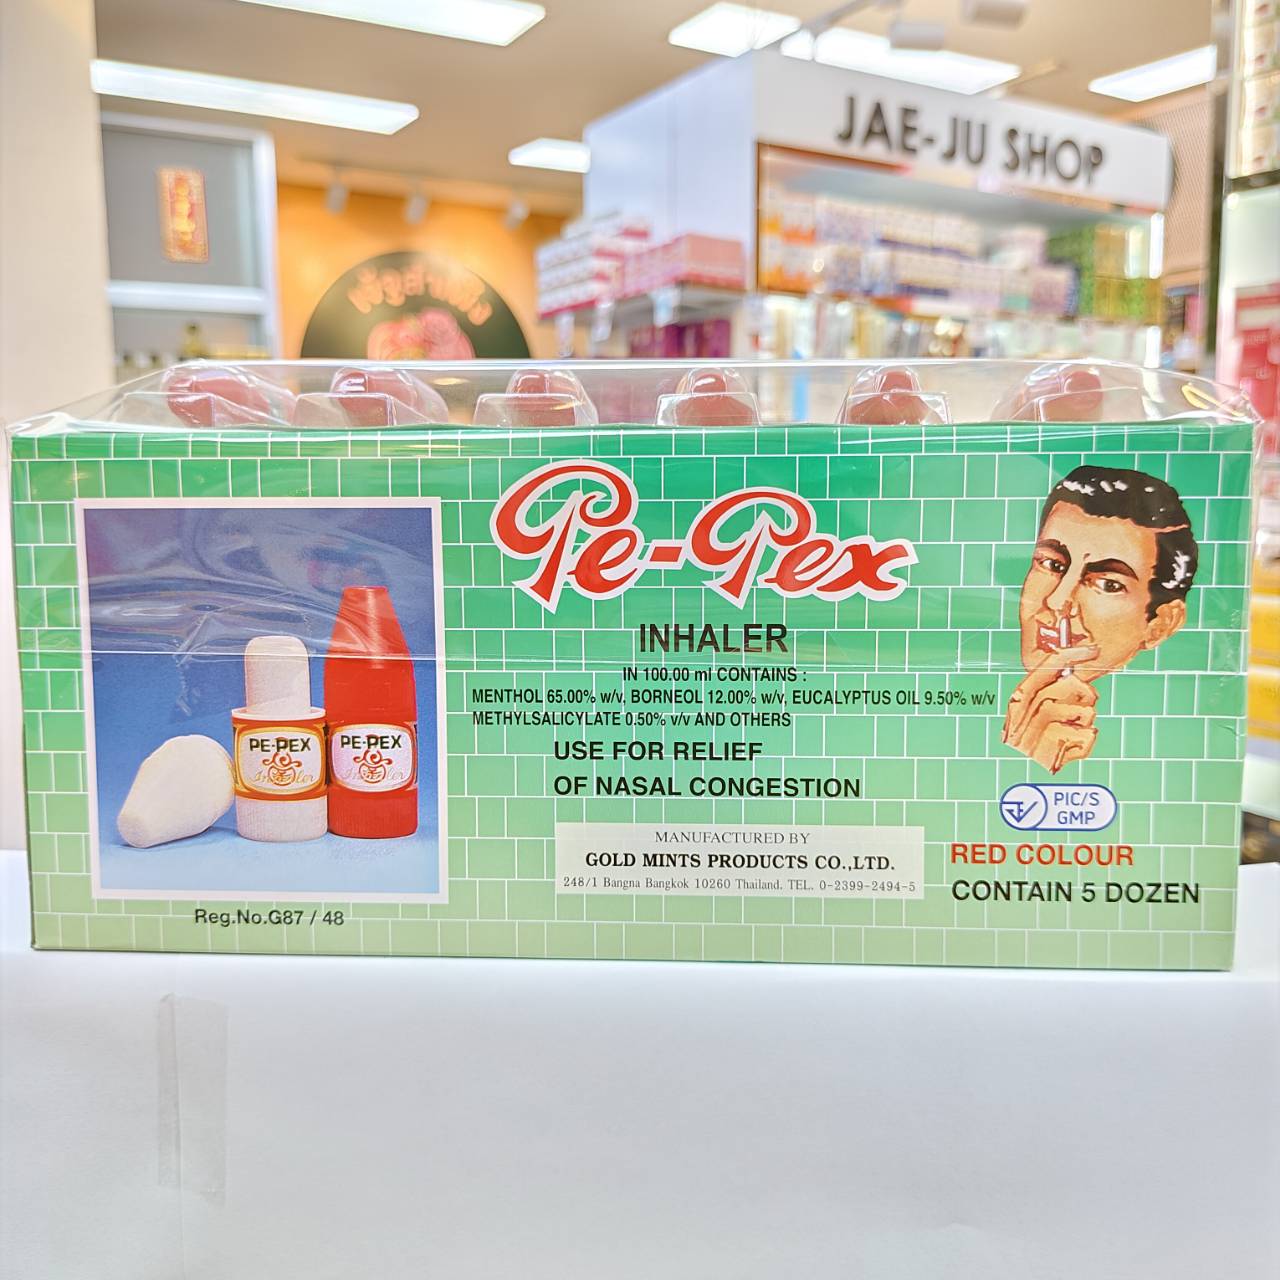 JAE-JU SHOP
Pe-Pex
INHALER
IN 100.00 ml CONTAINS :
MENTHOL 65.00% w/v, BORNEOL 12.00% w/v, EUCALYPTUS OIL 9.50% w/v
METHYLSALICYLATE 0.50% v/v AND OTHERS
USE FOR RELIEF
OF NASAL CONGESTION
PE-PEX
Inhaler
PE-PEX
Inhaler
Reg.No.G87 / 48
MANUFACTURED BY
GOLD MINTS PRODUCTS CO.,LTD.
248/1 Bangna Bangkok 10260 Thailand. TEL. 0-2399-2494-5
PIC/S
GMP
RED COLOUR
CONTAIN 5 DOZEN